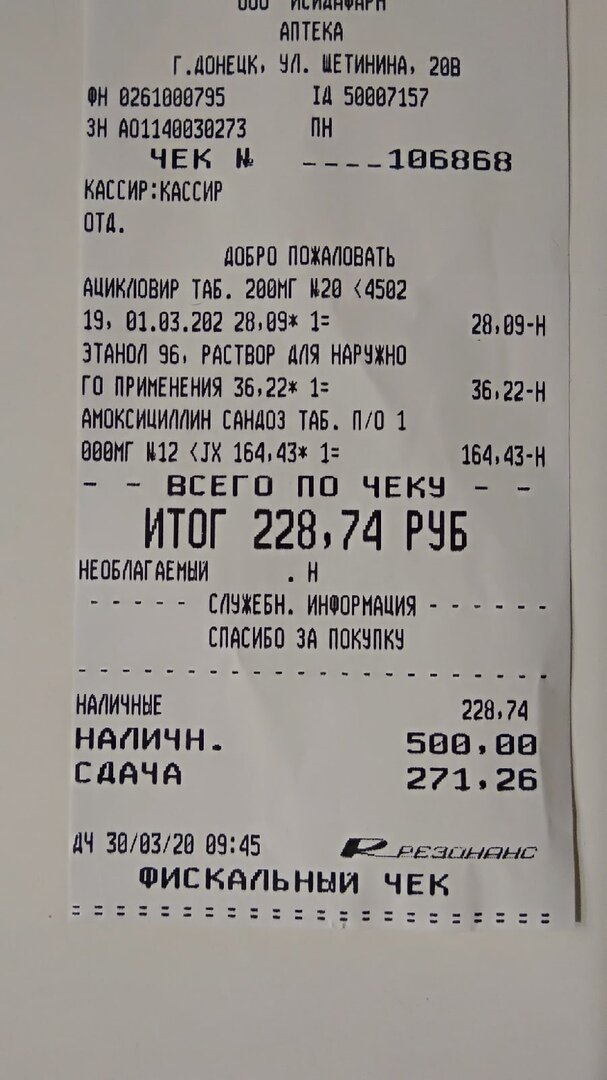 ООО "ИСИДАФАРМ"
АПТЕКА
Г.ДОНЕЦК, УЛ. ЩЕТИНИНА, 20В
ФН 0261000795 ІД 50007157
ЗН АО1140030273 ПН
ЧЕК № ----106868
КАССИР:КАССИР
ОТД.
ДОБРО ПОЖАЛОВАТЬ
АЦИКЛОВИР ТАБ. 200МГ №20 <4502
19, 01.03.202 28,09* 1= 28,09-Н
ЭТАНОЛ 96, РАСТВОР ДЛЯ НАРУЖНО
ГО ПРИМЕНЕНИЯ 36,22* 1= 36,22-Н
АМОКСИЦИЛЛИН САНДОЗ ТАБ. П/О 1
000МГ №12 <JX 164,43* 1= 164,43-Н
- - ВСЕГО ПО ЧЕКУ - -
ИТОГ 228,74 РУБ
НЕОБЛАГАЕМЫЙ . Н
- - - - - СЛУЖЕБН. ИНФОРМАЦИЯ - - - - - -
СПАСИБО ЗА ПОКУПКУ
НАЛИЧНЫЕ 228,74
НАЛИЧН. 500,00
СДАЧА 271,26
ДЧ 30/03/20 09:45 РЕЗОНАНС
ФИСКАЛЬНЫЙ ЧЕК